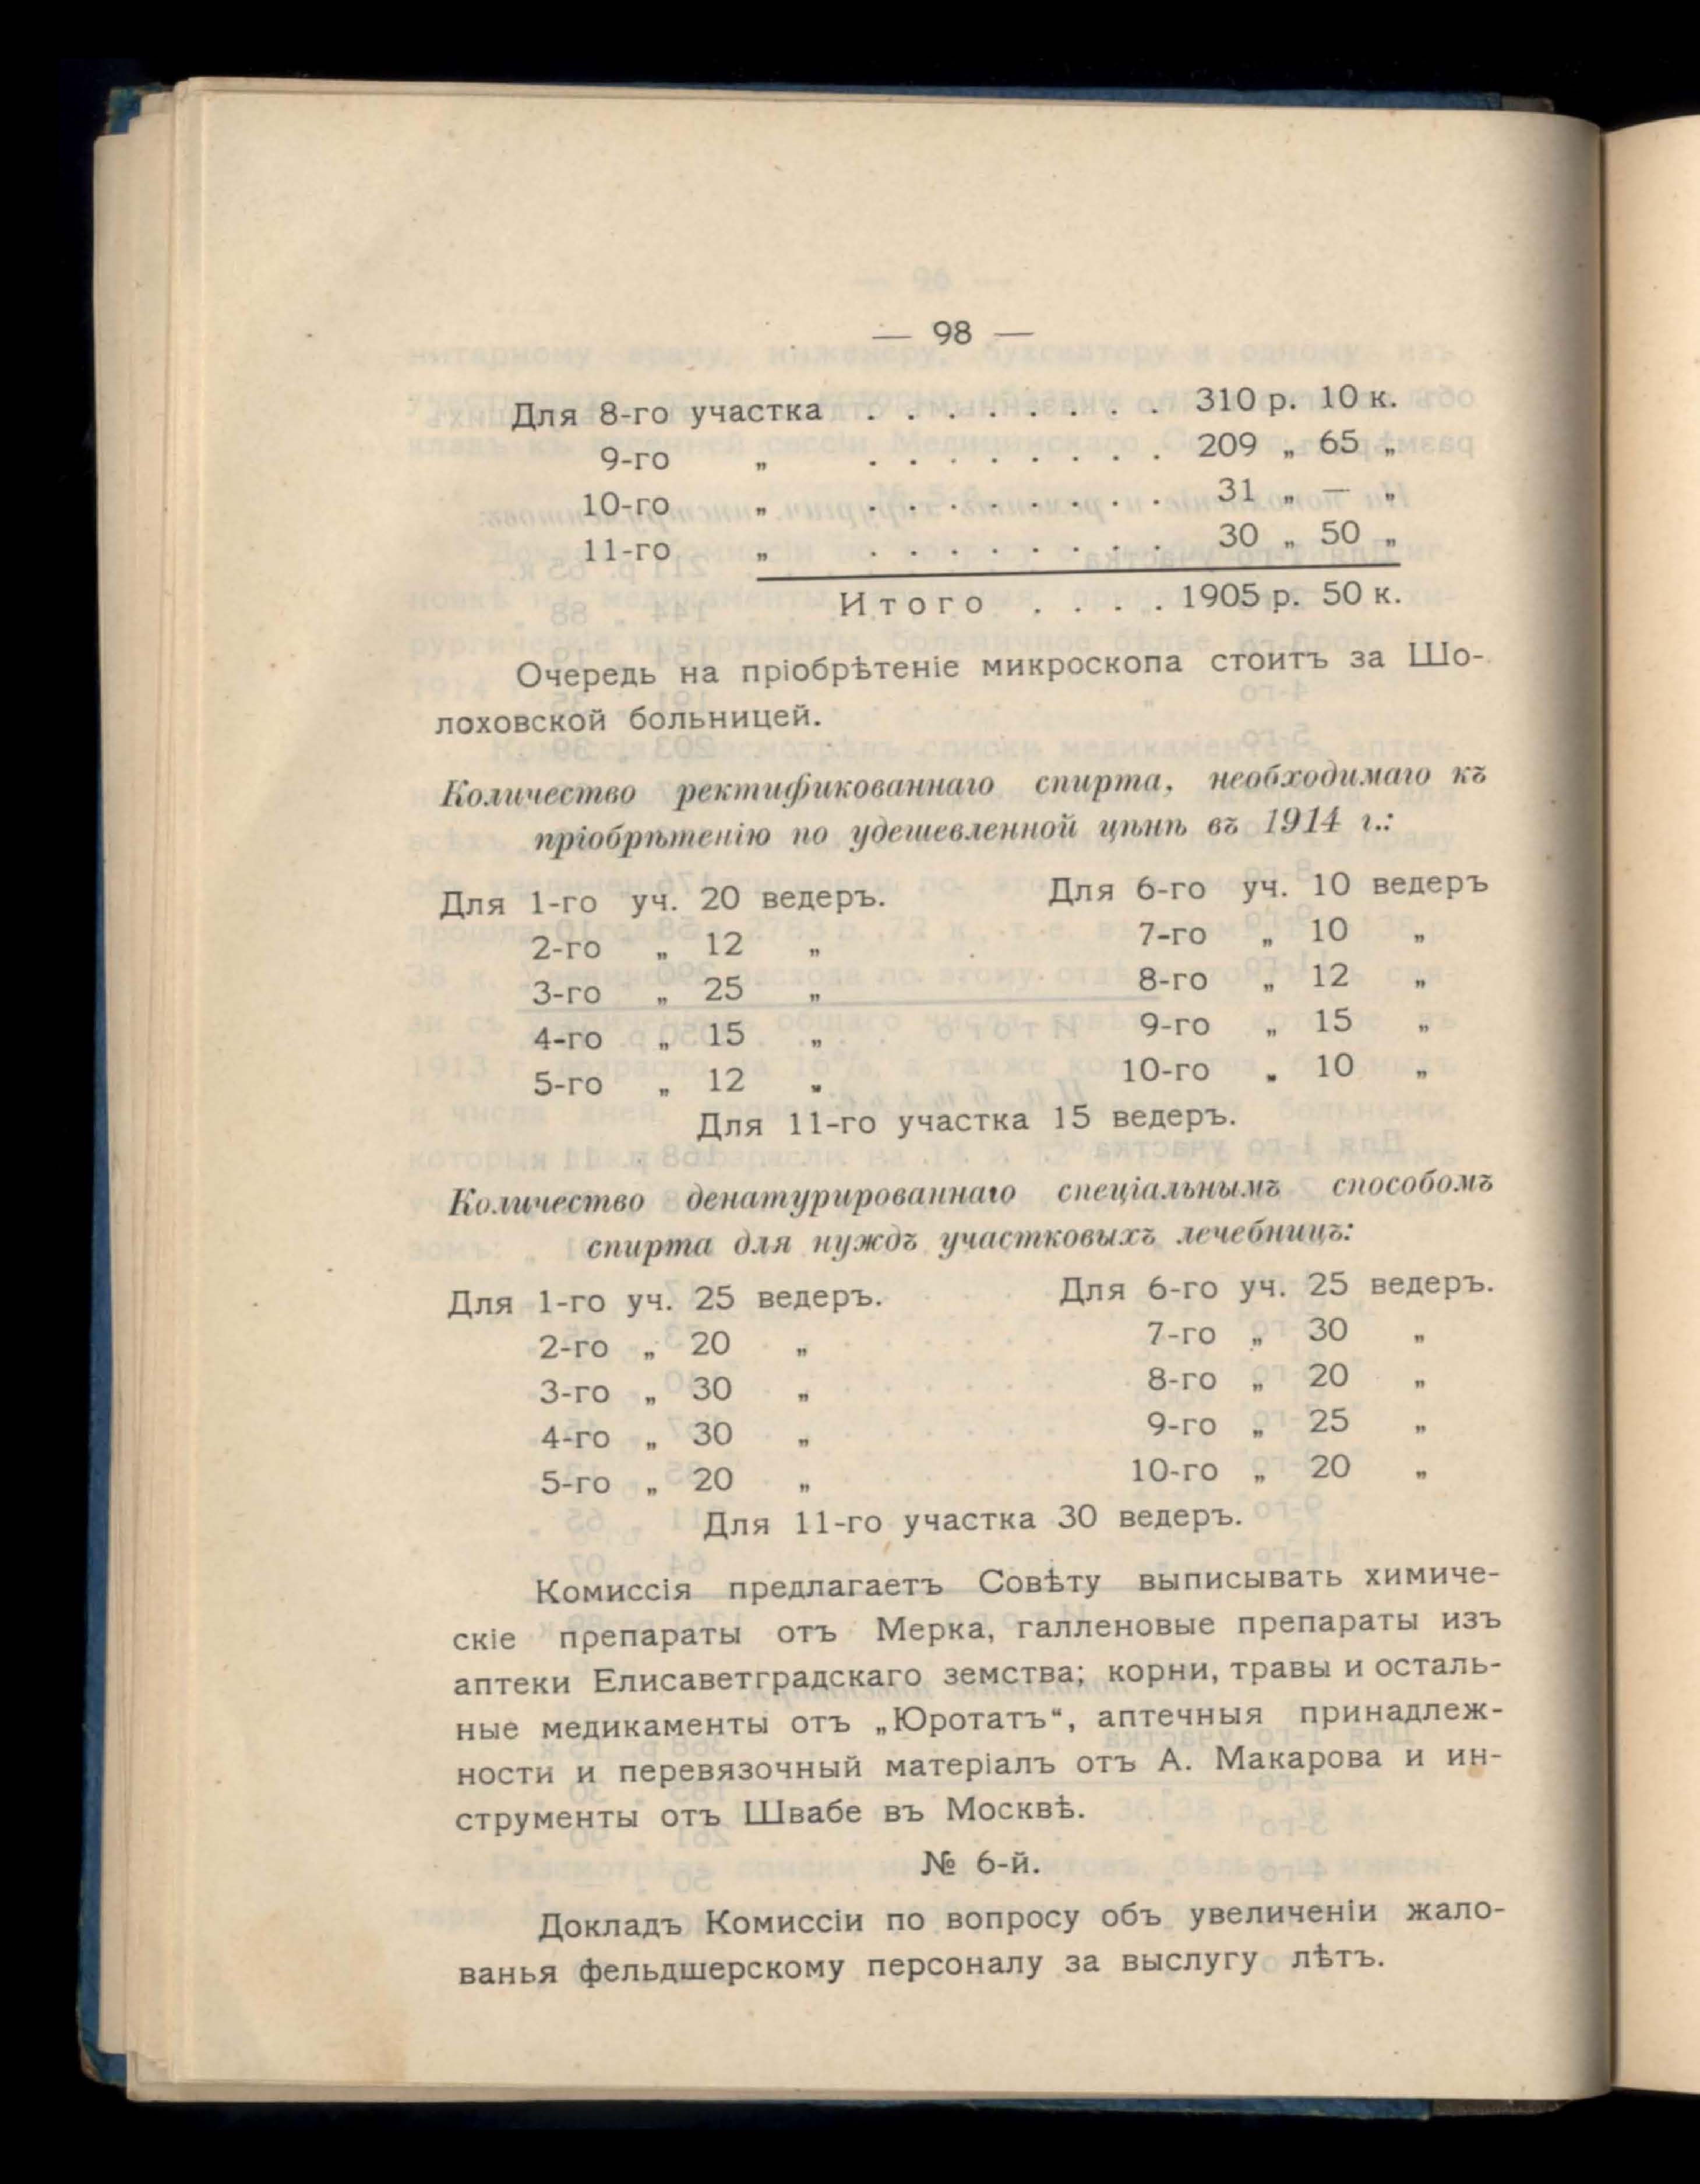 — 98 —
Для 8-го участка . . . . . . . . 310 р. 10 к.
9-го „ . . . . . . . . 209 „ 65 „
10-го „ . . . . . . . . 31 „ — „
11-го „ . . . . . . . . 30 „ 50 „
Итого . . . . 1905 р. 50 к.
Очередь на пріобрѣтеніе микроскопа стоитъ за Шо-
лоховской больницей.
Количество ректификованнаго спирта, необходимаго къ
пріобрѣтенію по удешевленной цѣнѣ въ 1914 г.:
Для 1-го уч. 20 ведеръ. Для 6-го уч. 10 ведеръ
2-го „ 12 „ 7-го „ 10 „
3-го „ 25 „ 8-го „ 12 „
4-го „ 15 „ 9-го „ 15 „
5-го „ 12 „ 10-го „ 10 „
Для 11-го участка 15 ведеръ.
Количество денатурированнаго спеціальнымъ способомъ
спирта для нуждъ участковыхъ лечебницъ:
Для 1-го уч. 25 ведеръ. Для 6-го уч. 25 ведеръ.
2-го „ 20 „ 7-го „ 30 „
3-го „ 30 „ 8-го „ 20 „
4-го „ 30 „ 9-го „ 25 „
5-го „ 20 „ 10-го „ 20 „
Для 11-го участка 30 ведеръ.
Комиссія предлагаетъ Совѣту выписывать химиче-
скіе препараты отъ Мерка, галленовые препараты изъ
аптеки Елисаветградскаго земства; корни, травы и осталь-
ные медикаменты отъ „Юротатъ“, аптечныя принадлеж-
ности и перевязочный матеріалъ отъ А. Макарова и ин-
струменты отъ Швабе въ Москвѣ.
№ 6-й.
Докладъ Комиссіи по вопросу объ увеличеніи жало-
ванья фельдшерскому персоналу за выслугу лѣтъ.